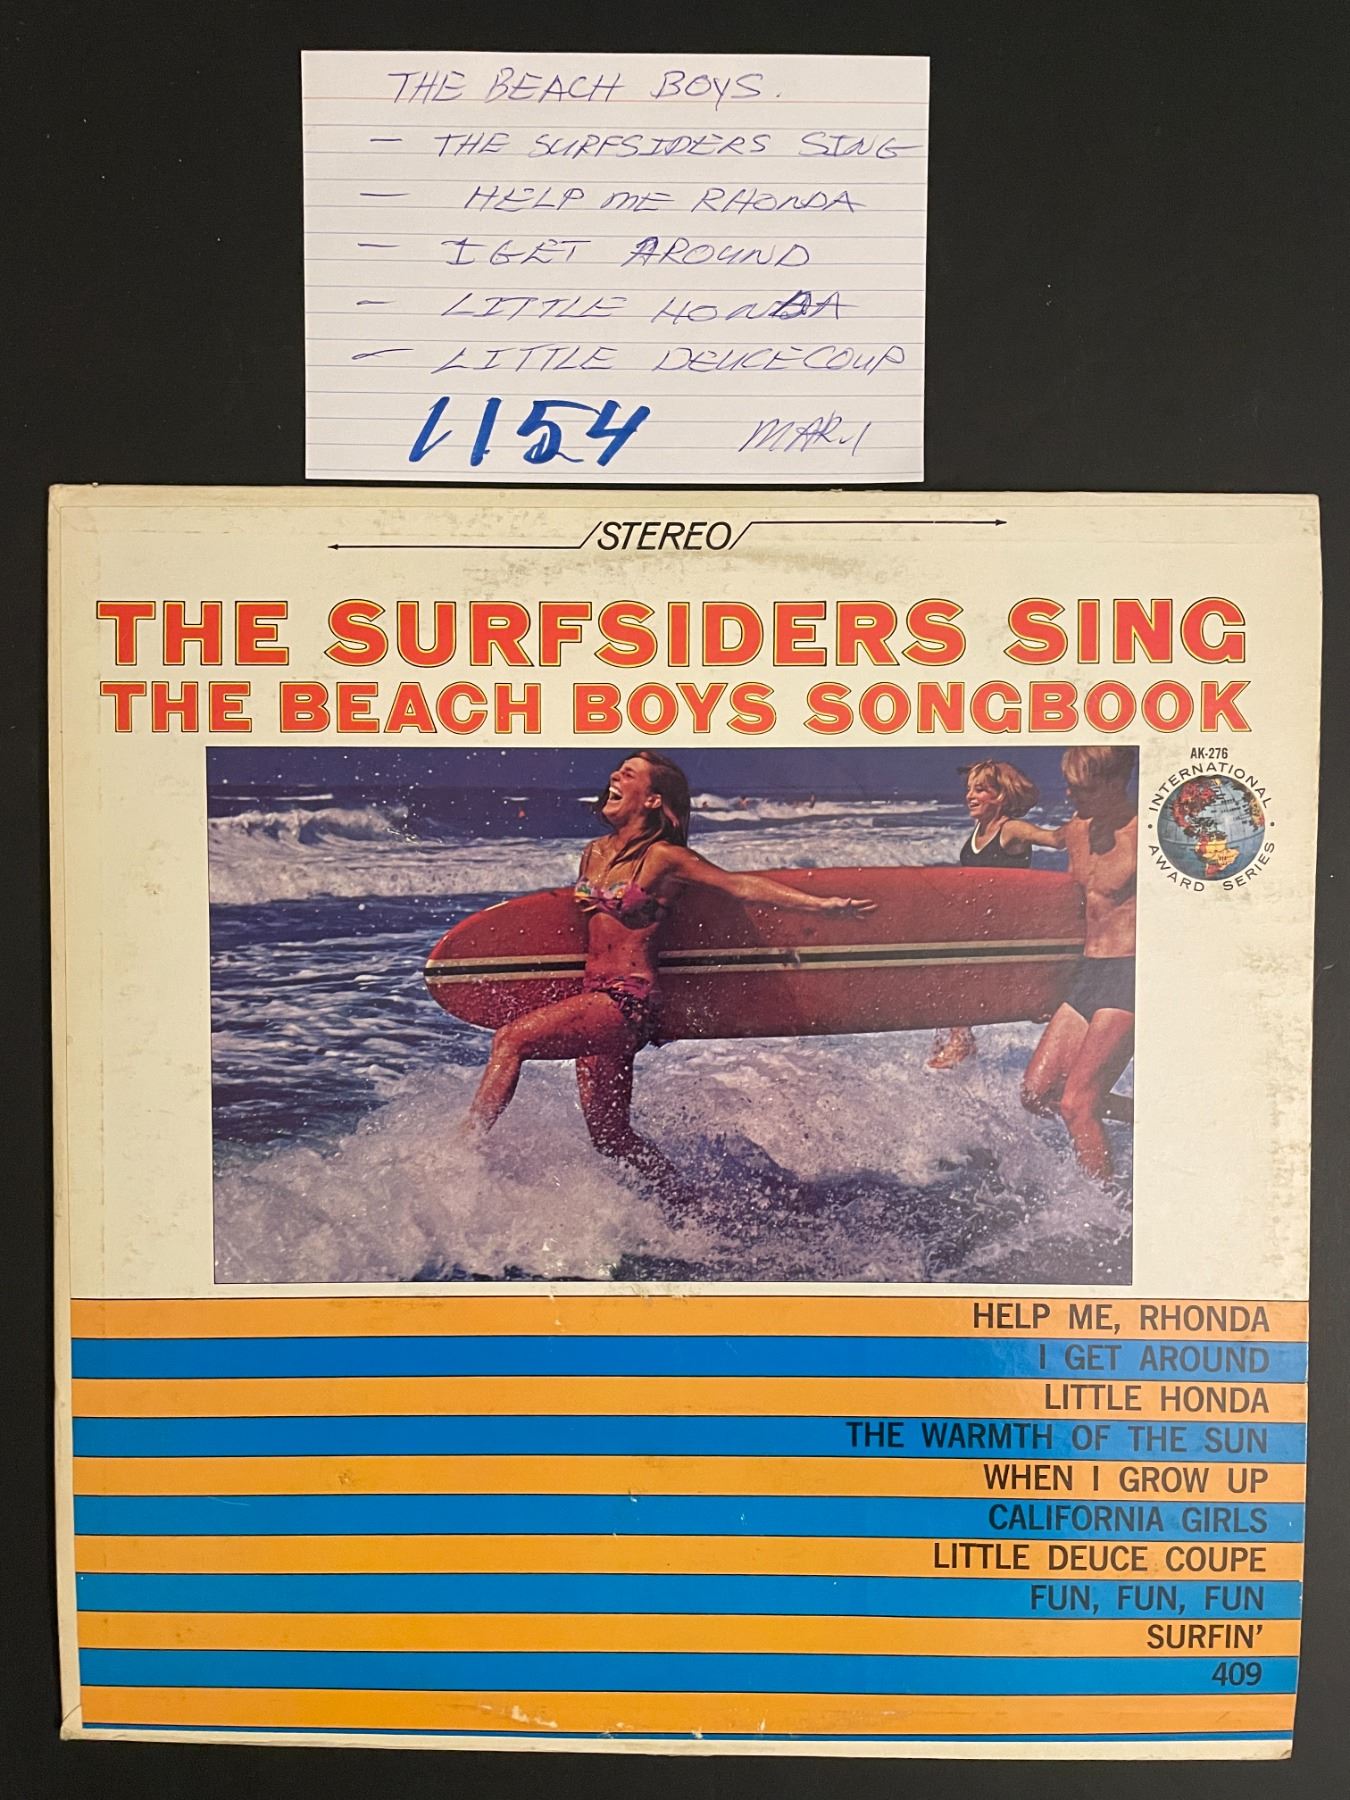 THE BEACH BOYS.
— THE SURFSIDERS SING
— HELP ME RHONDA
— I GET AROUND
— LITTLE HONDA
— LITTLE DEUCECOUP
1154
STEREO
THE SURFSIDERS SING
THE BEACH BOYS SONGBOOK
AK-276
INTERNATIONAL
AWARD SERIES
HELP ME, RHONDA
I GET AROUND
LITTLE HONDA
THE WARMTH OF THE SUN
WHEN I GROW UP
CALIFORNIA GIRLS
LITTLE DEUCE COUPE
FUN, FUN, FUN
SURFIN'
409